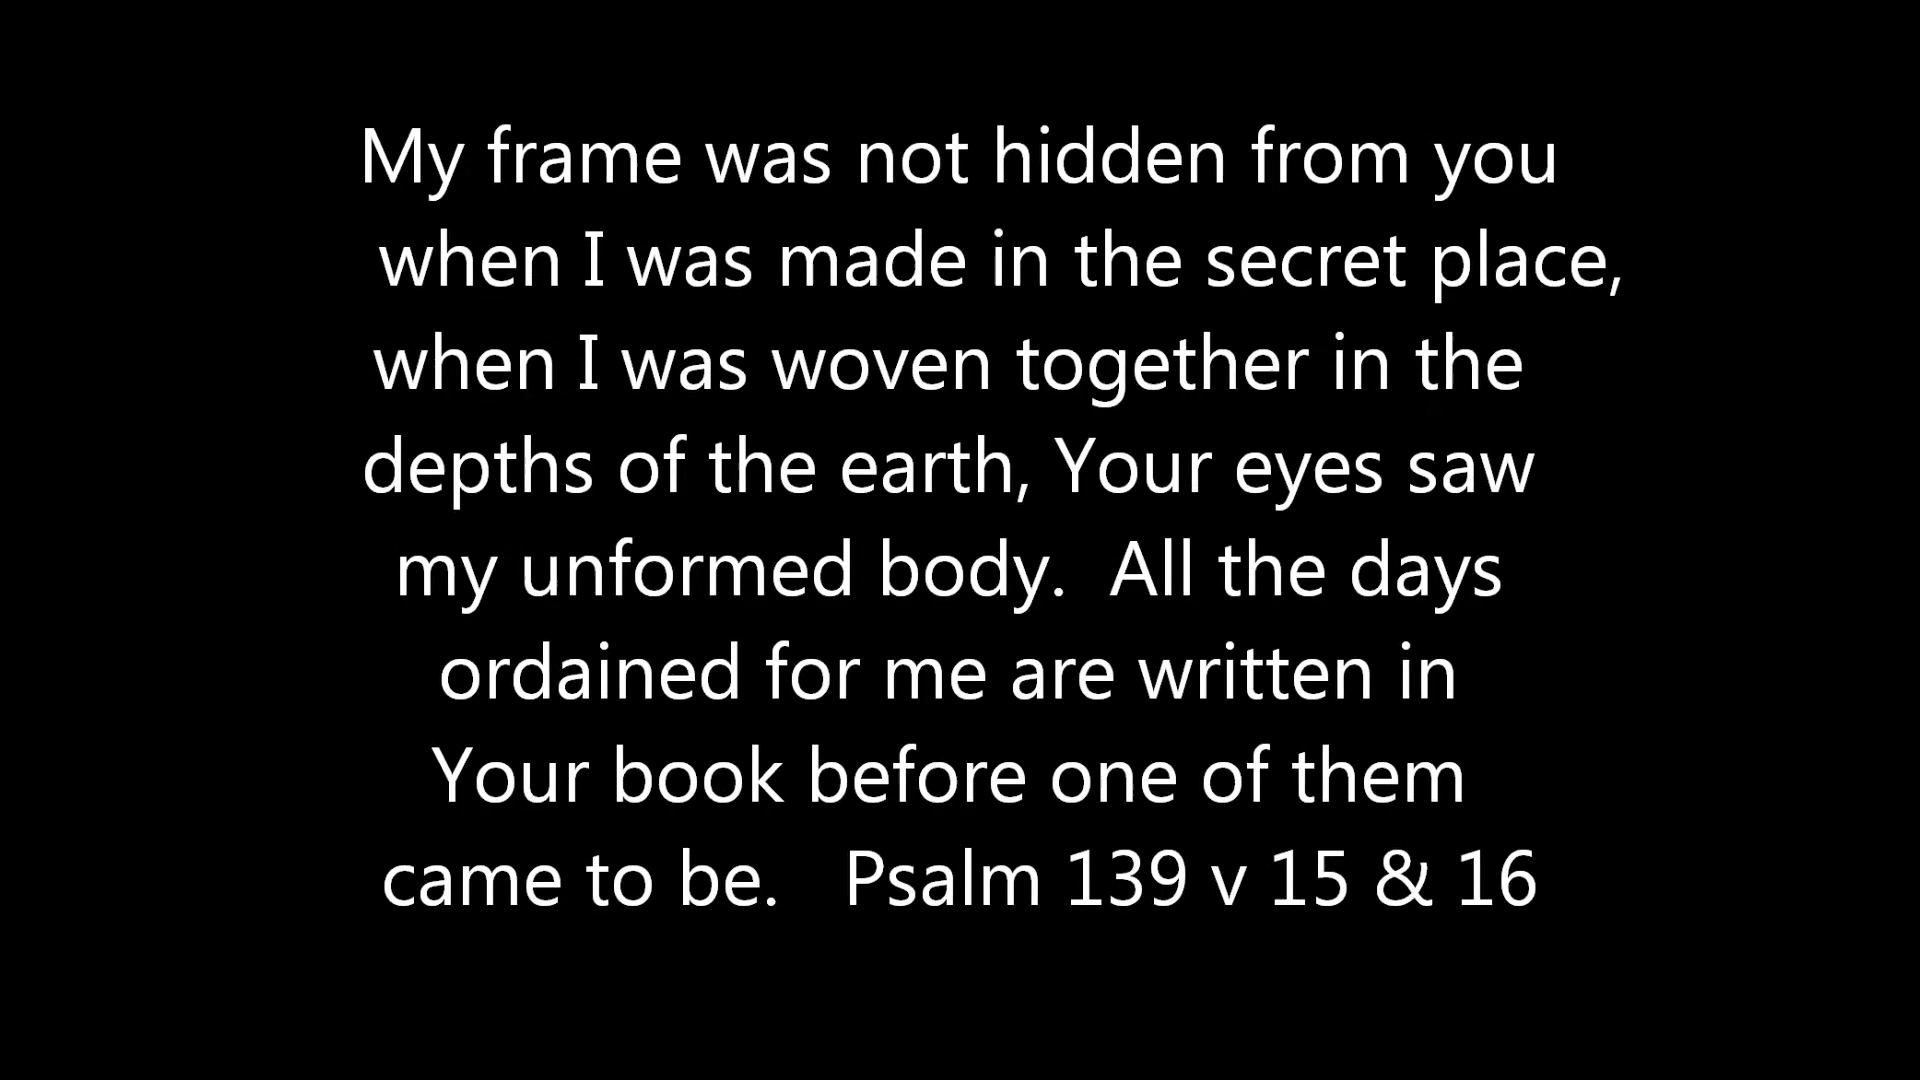 My frame was not hidden from you
when I was made in the secret place,
when I was woven together in the
depths of the earth, Your eyes saw
my unformed body.  All the days
ordained for me are written in
Your book before one of them
came to be.   Psalm 139 v 15 & 16